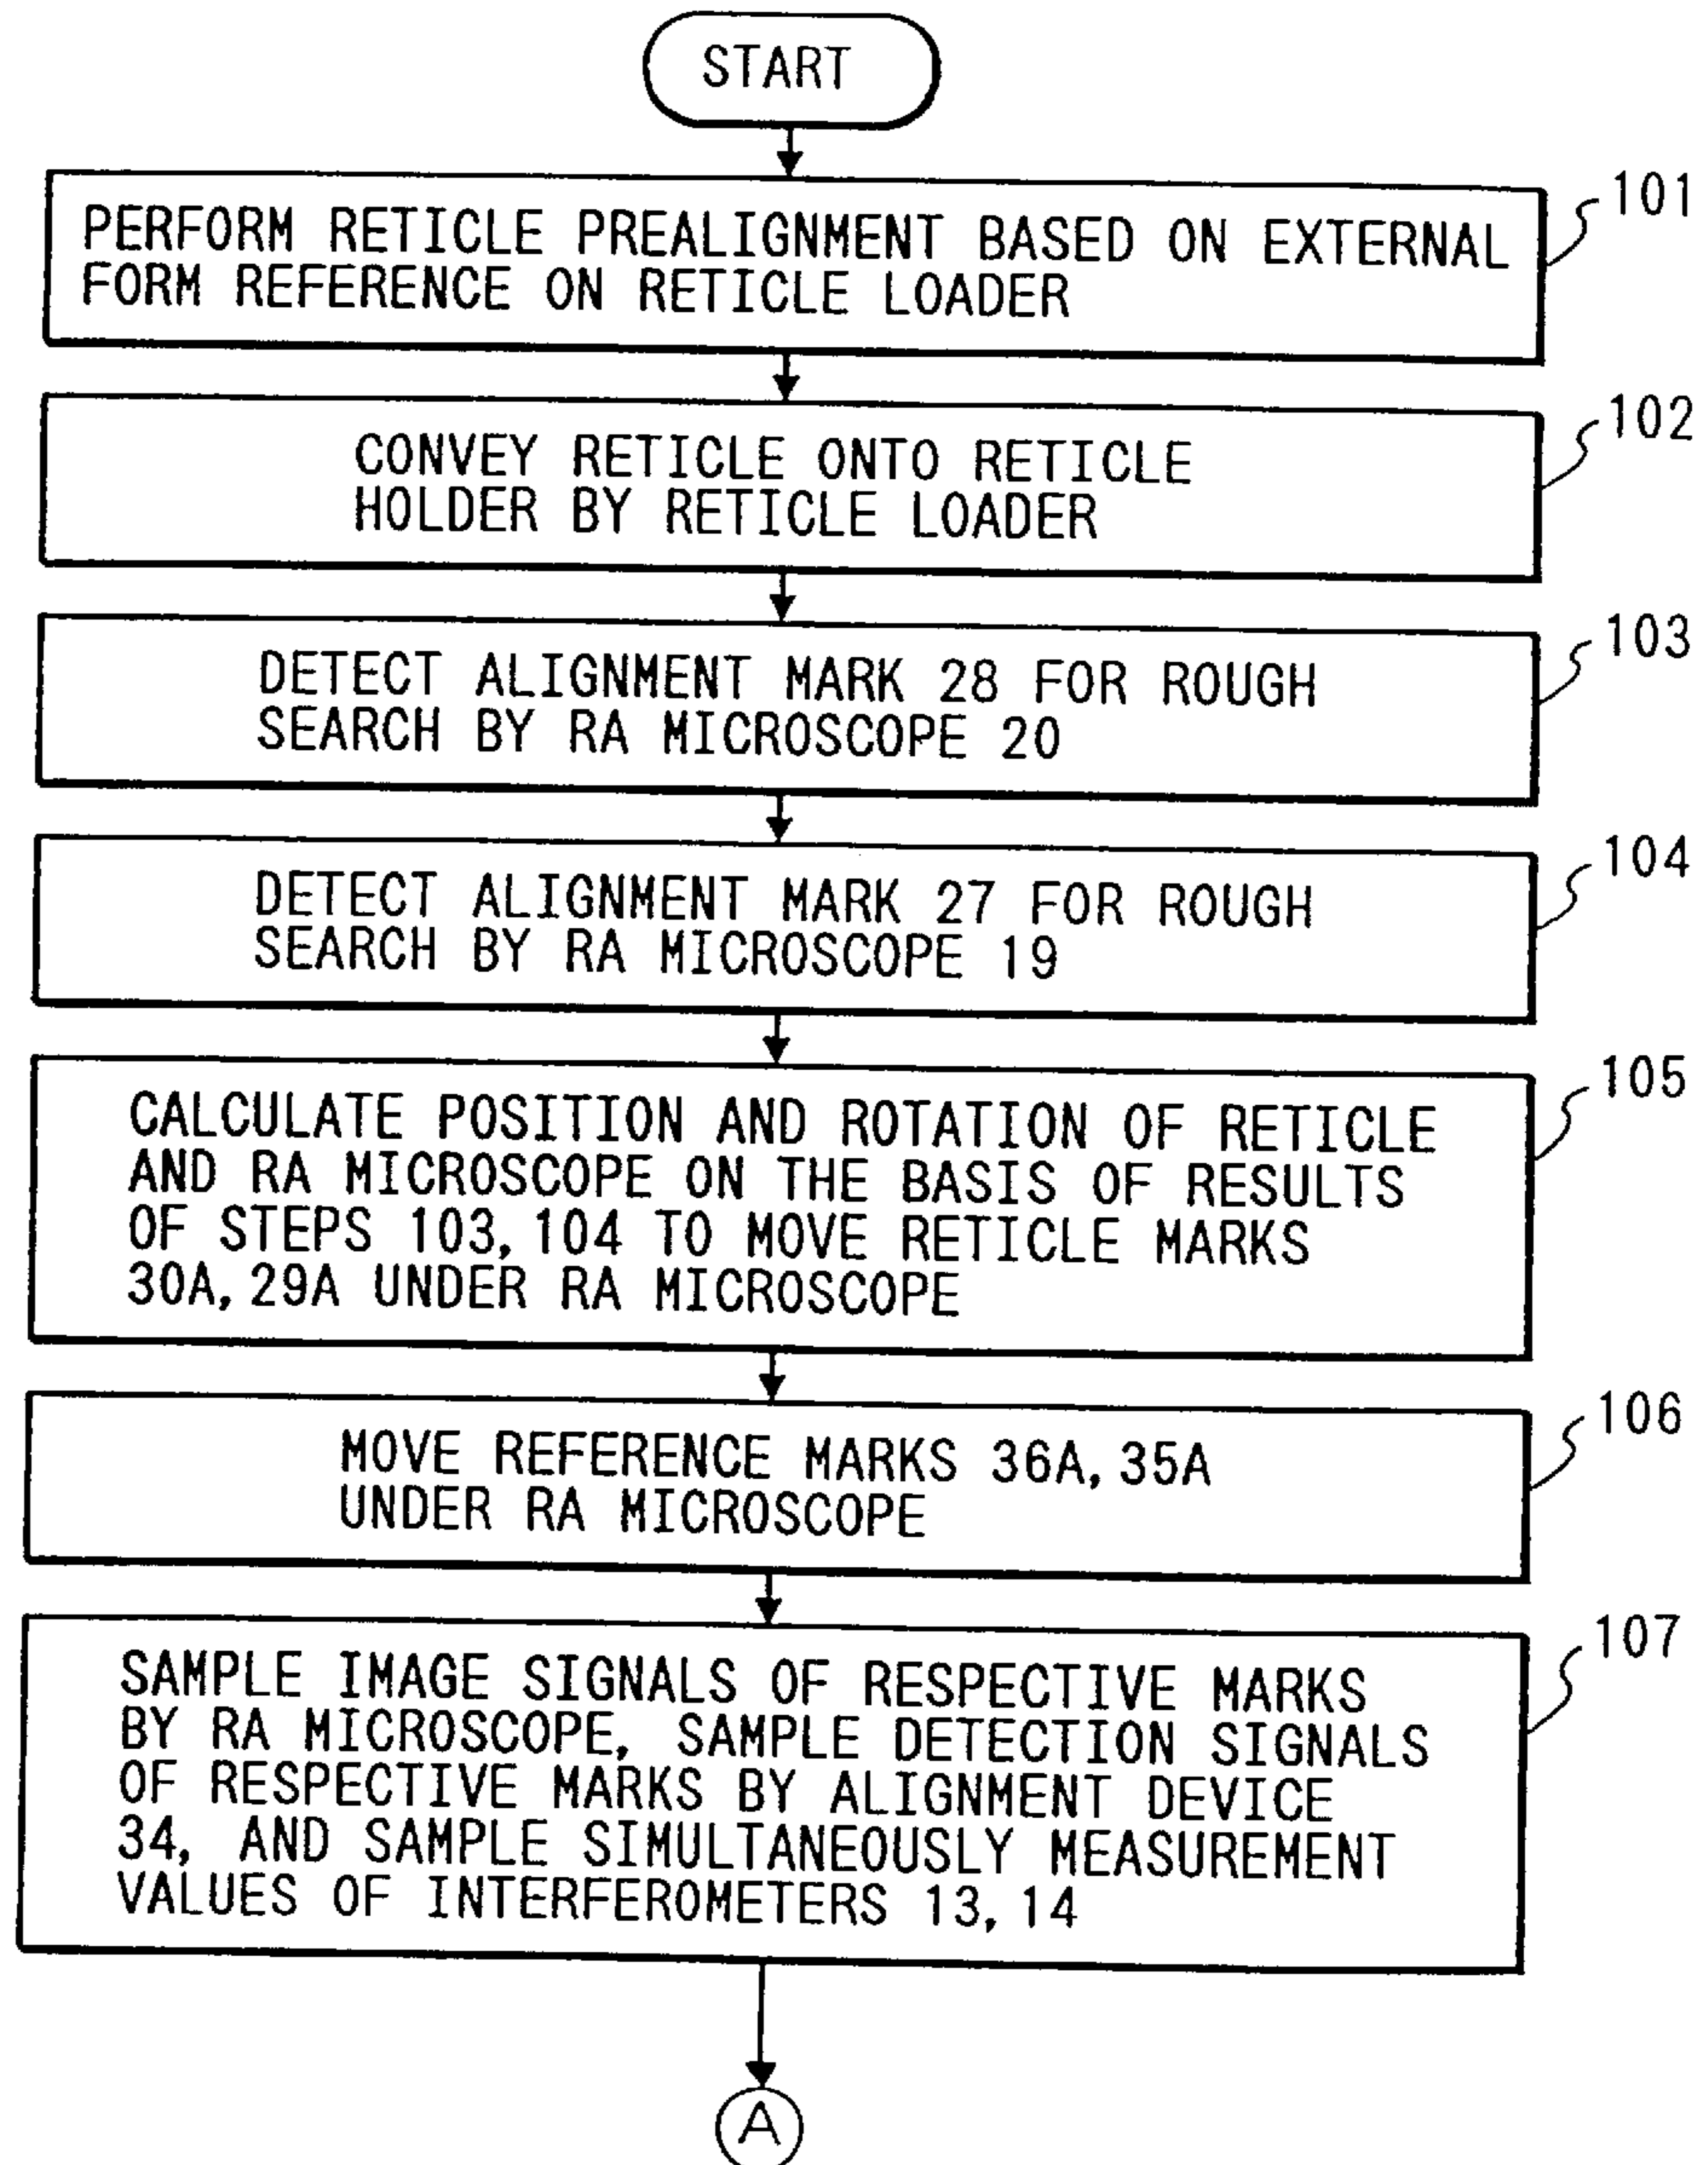 START
101
PERFORM RETICLE PREALIGNMENT BASED ON EXTERNAL
FORM REFERENCE ON RETICLE LOADER
102
CONVEY RETICLE ONTO RETICLE
HOLDER BY RETICLE LOADER
103
DETECT ALIGNMENT MARK 28 FOR ROUGH
SEARCH BY RA MICROSCOPE 20
104
DETECT ALIGNMENT MARK 27 FOR ROUGH
SEARCH BY RA MICROSCOPE 19
105
CALCULATE POSITION AND ROTATION OF RETICLE
AND RA MICROSCOPE ON THE BASIS OF RESULTS
OF STEPS 103, 104 TO MOVE RETICLE MARKS
30A, 29A UNDER RA MICROSCOPE
106
MOVE REFERENCE MARKS 36A, 35A
UNDER RA MICROSCOPE
107
SAMPLE IMAGE SIGNALS OF RESPECTIVE MARKS
BY RA MICROSCOPE, SAMPLE DETECTION SIGNALS
OF RESPECTIVE MARKS BY ALIGNMENT DEVICE
34, AND SAMPLE SIMULTANEOUSLY MEASUREMENT
VALUES OF INTERFEROMETERS 13, 14
A